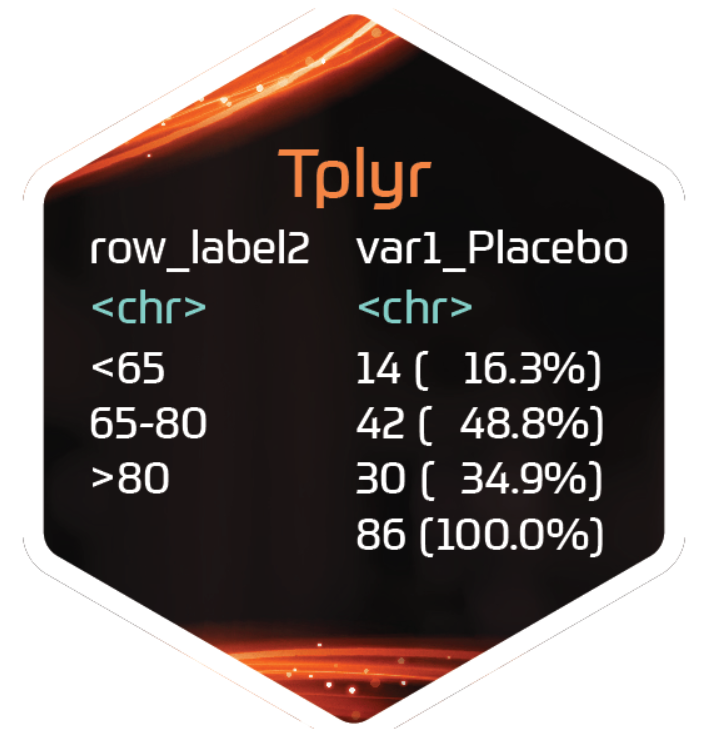 Tplyr
row_label2 var1_Placebo
<chr> <chr>
<65 14 (  16.3%)
65-80 42 (  48.8%)
>80 30 (  34.9%)
86 (100.0%)